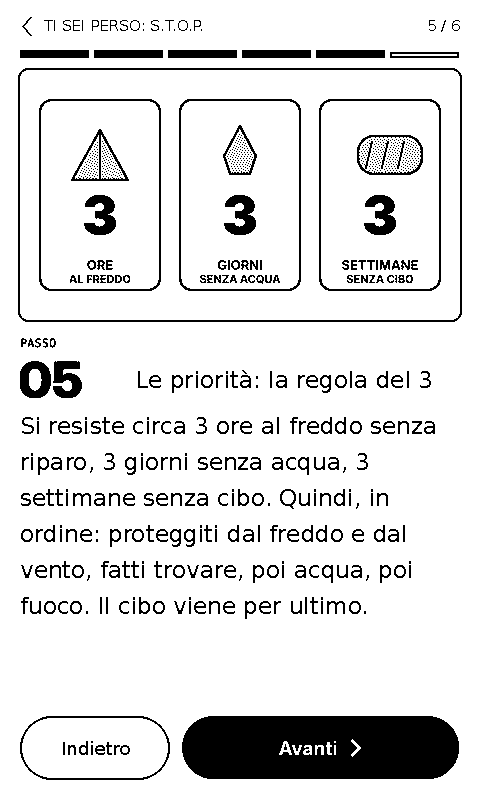 TI SEI PERSO: S.T.O.P.
5 / 6
3
ORE
AL FREDDO
3
GIORNI
SENZA ACQUA
3
SETTIMANE
SENZA CIBO
PASSO
05
Le priorità: la regola del 3
Si resiste circa 3 ore al freddo senza
riparo, 3 giorni senza acqua, 3
settimane senza cibo. Quindi, in
ordine: proteggiti dal freddo e dal
vento, fatti trovare, poi acqua, poi
fuoco. Il cibo viene per ultimo.
Indietro
Avanti